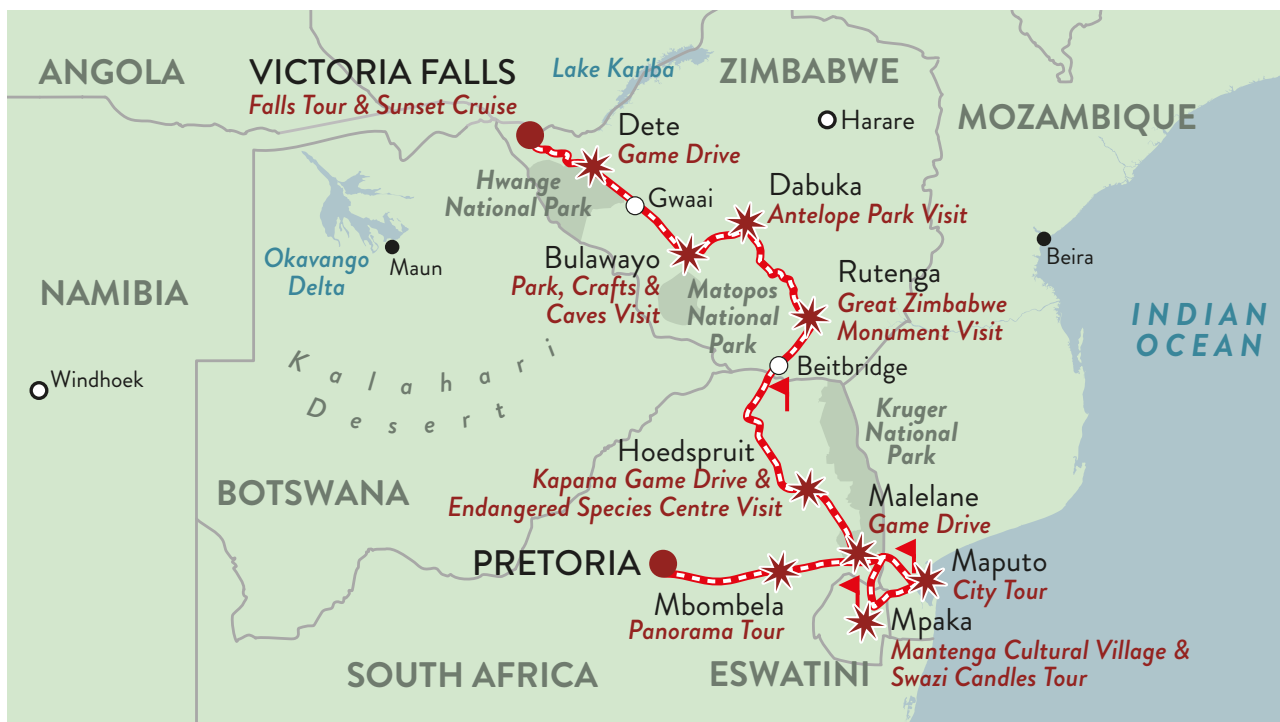 ANGOLA
VICTORIA FALLS
Falls Tour & Sunset Cruise
Lake Kariba
ZIMBABWE
Harare
MOZAMBIQUE
Dete
Game Drive
Hwange
National Park
Gwaai
Dabuka
Antelope Park Visit
Okavango
Delta
Maun
Bulawayo
Park, Crafts &
Caves Visit
Matopos
National
Park
Rutenga
Great Zimbabwe
Monument Visit
Beira
NAMIBIA
INDIAN
OCEAN
Windhoek
Kalahari
Desert
Beitbridge
Kruger
National
Park
BOTSWANA
Hoedspruit
Kapama Game Drive &
Endangered Species Centre Visit
Malelane
Game Drive
PRETORIA
Mbombela
Panorama Tour
Maputo
City Tour
Mpaka
Mantenga Cultural Village &
Swazi Candles Tour
SOUTH AFRICA
ESWATINI